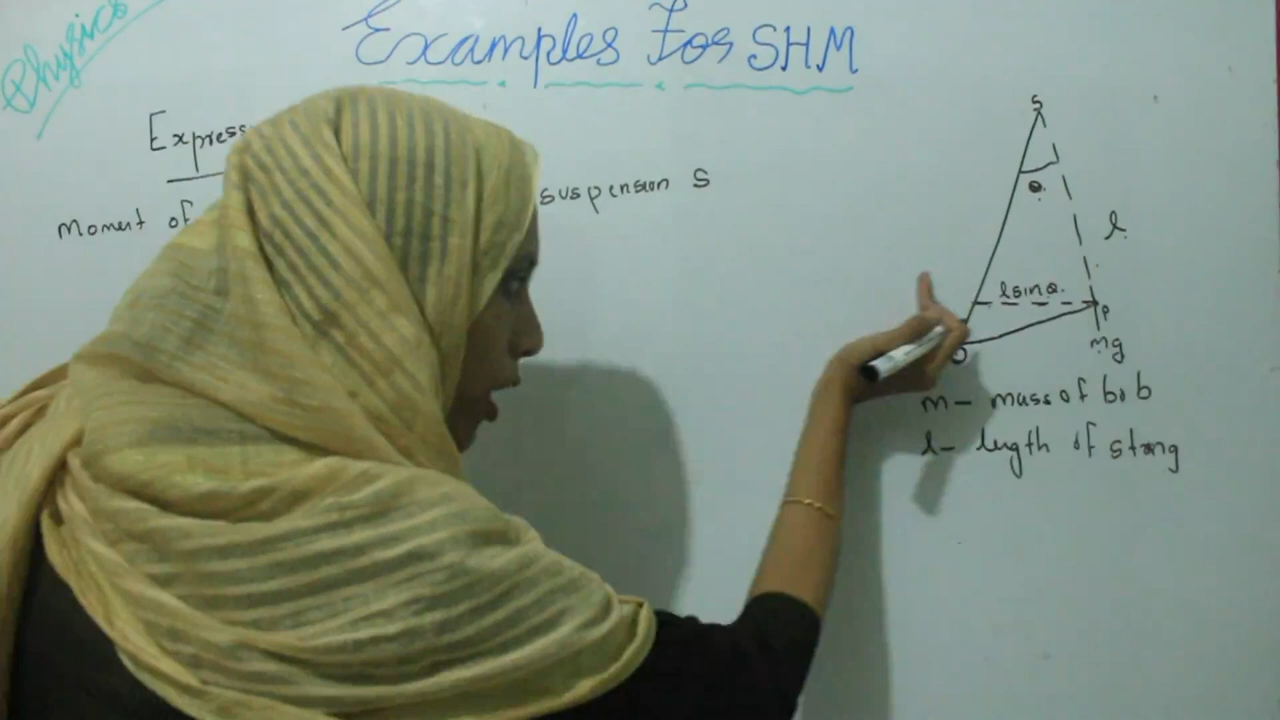 Physics
Examples For SHM
Express
Moment of suspension S
S
θ.
l.
lsinθ.
P
O
mg
m - mass of bob
l - length of string